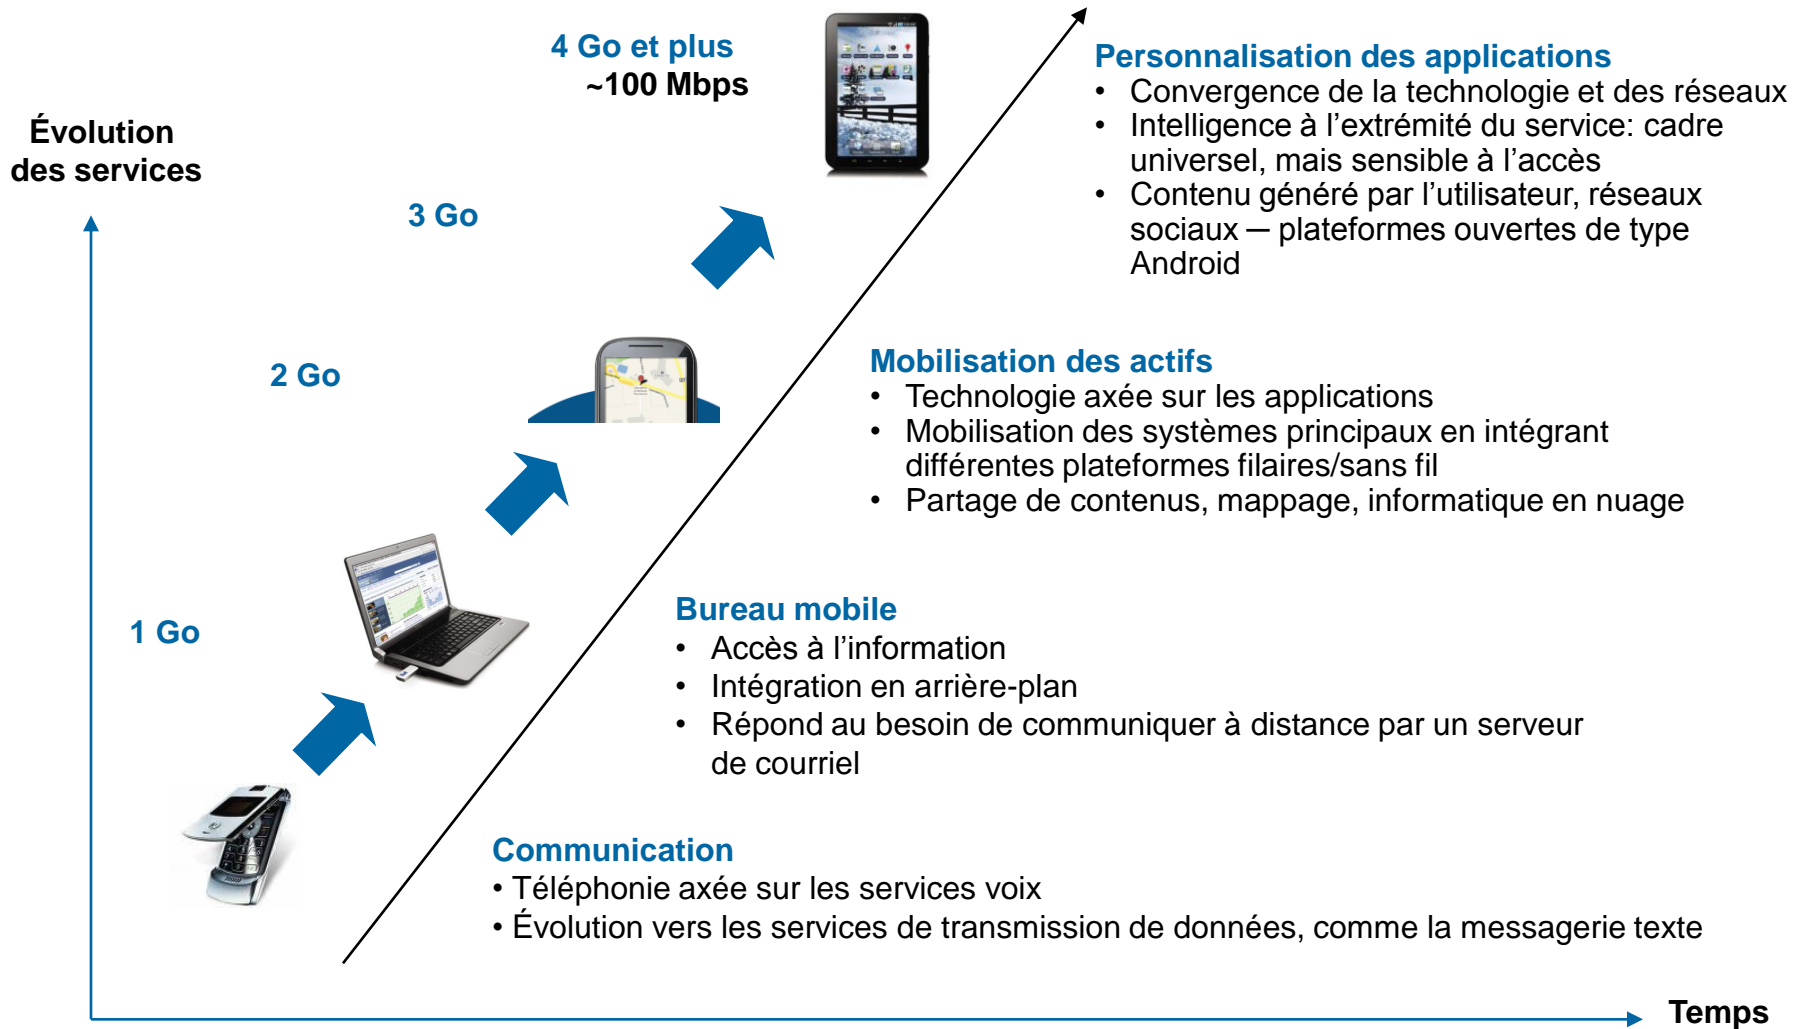 4 Go et plus
~100 Mbps
Évolution
des services
3 Go
2 Go
1 Go
Personnalisation des applications
• Convergence de la technologie et des réseaux
• Intelligence à l’extrémité du service: cadre
universel, mais sensible à l’accès
• Contenu généré par l’utilisateur, réseaux
sociaux ─ plateformes ouvertes de type
Android
Mobilisation des actifs
• Technologie axée sur les applications
• Mobilisation des systèmes principaux en intégrant
différentes plateformes filaires/sans fil
• Partage de contenus, mappage, informatique en nuage
Bureau mobile
• Accès à l’information
• Intégration en arrière-plan
• Répond au besoin de communiquer à distance par un serveur
de courriel
Communication
• Téléphonie axée sur les services voix
• Évolution vers les services de transmission de données, comme la messagerie texte
Temps